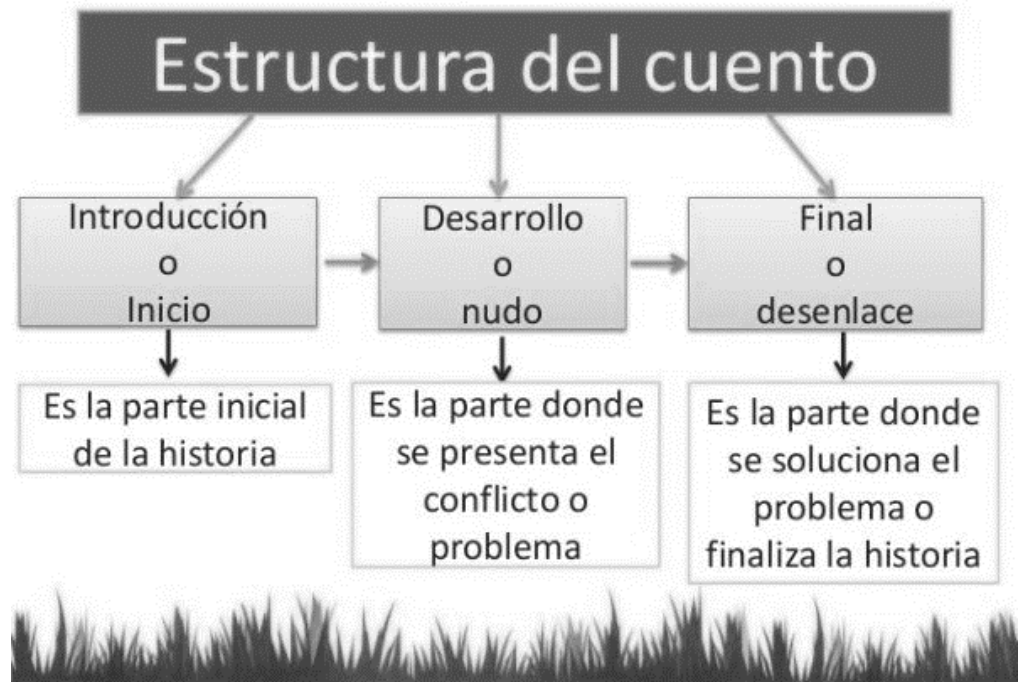 Estructura del cuento
Introducción
o
Inicio
Desarrollo
o
nudo
Final
o
desenlace
Es la parte inicial
de la historia
Es la parte donde
se presenta el
conflicto o
problema
Es la parte donde
se soluciona el
problema o
finaliza la historia